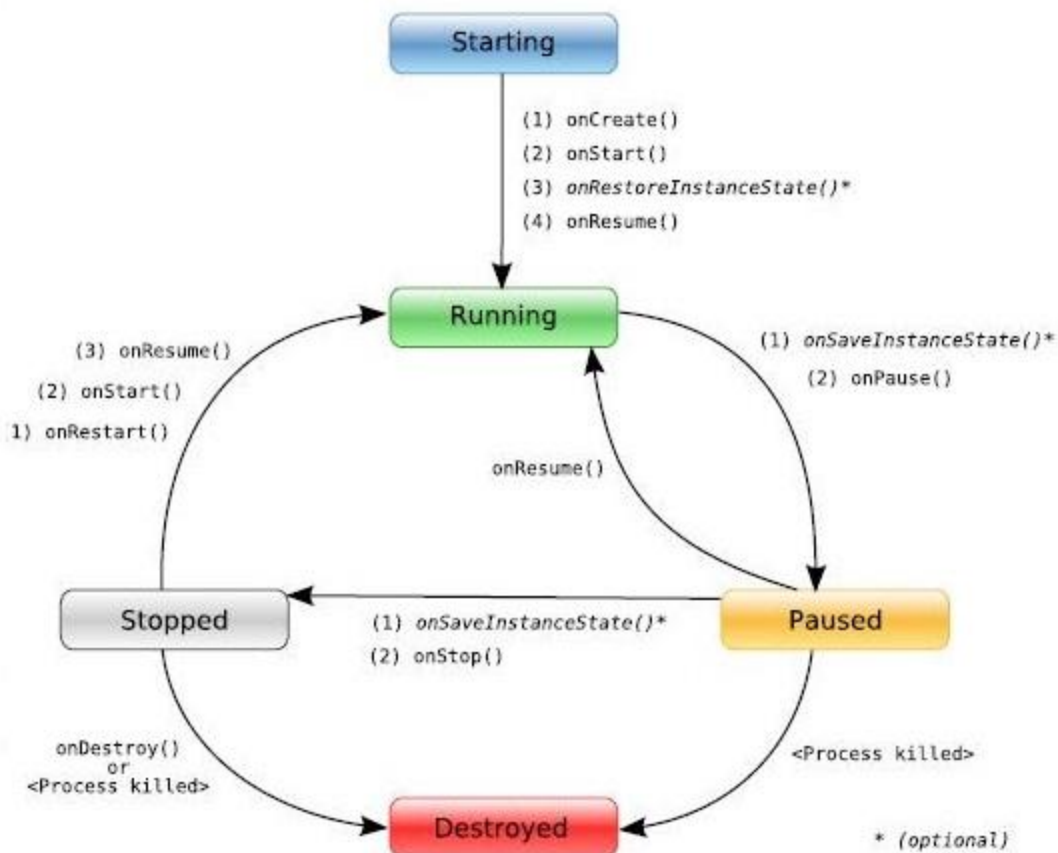 Starting
(1) onCreate()
(2) onStart()
(3) onRestoreInstanceState()*
(4) onResume()
Running
(3) onResume()
(2) onStart()
1) onRestart()
(1) onSaveInstanceState()*
(2) onPause()
onResume()
Stopped
(1) onSaveInstanceState()*
(2) onStop()
Paused
onDestroy()
or
<Process killed>
<Process killed>
Destroyed
* (optional)